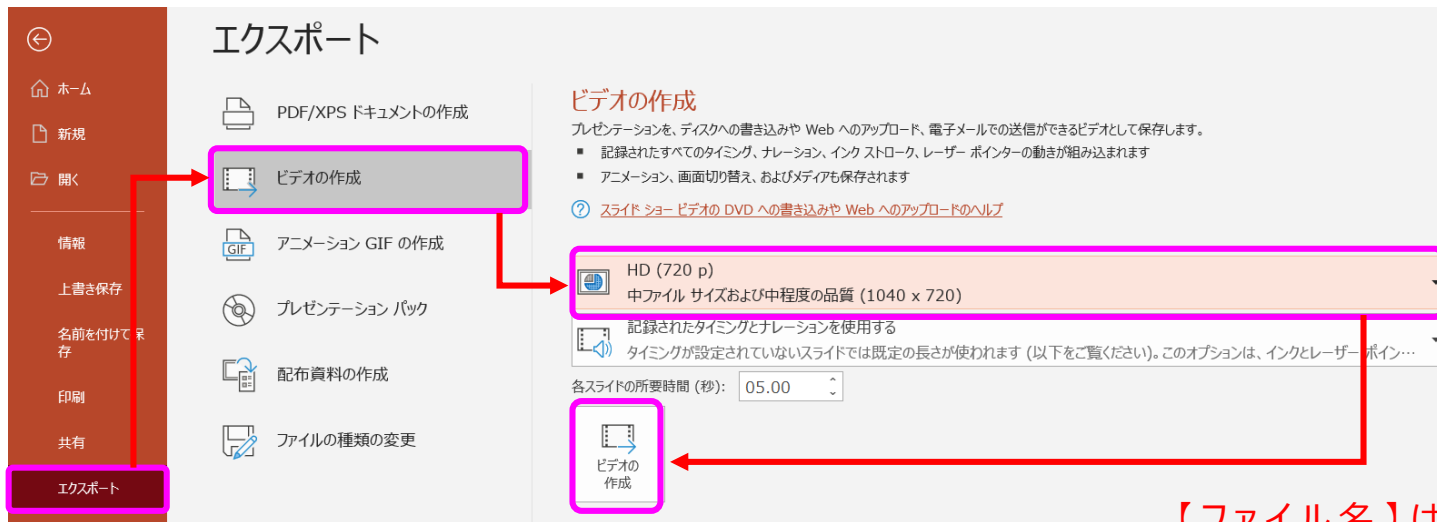 エクスポート
ホーム
新規
開く
情報
上書き保存
名前を付けて保
存
印刷
共有
エクスポート
PDF/XPS ドキュメントの作成
ビデオの作成
GIF
アニメーション GIF の作成
プレゼンテーション パック
配布資料の作成
ファイルの種類の変更
ビデオの作成
プレゼンテーションを、ディスクへの書き込みや Web へのアップロード、電子メールでの送信ができるビデオとして保存します。
■ 記録されたすべてのタイミング、ナレーション、インク ストローク、レーザー ポインターの動きが組み込まれます
■ アニメーション、画面切り替え、およびメディアも保存されます
? スライド ショー ビデオの DVD への書き込みや Web へのアップロードのヘルプ
HD (720 p)
中ファイル サイズおよび中程度の品質 (1040 x 720)
記録されたタイミングとナレーションを使用する
タイミングが設定されていないスライドでは既定の長さが使われます (以下をご覧ください)。このオプションは、インクとレーザー ポイン…
各スライドの所要時間 (秒): 05.00
ビデオの
作成
【ファイル名】は